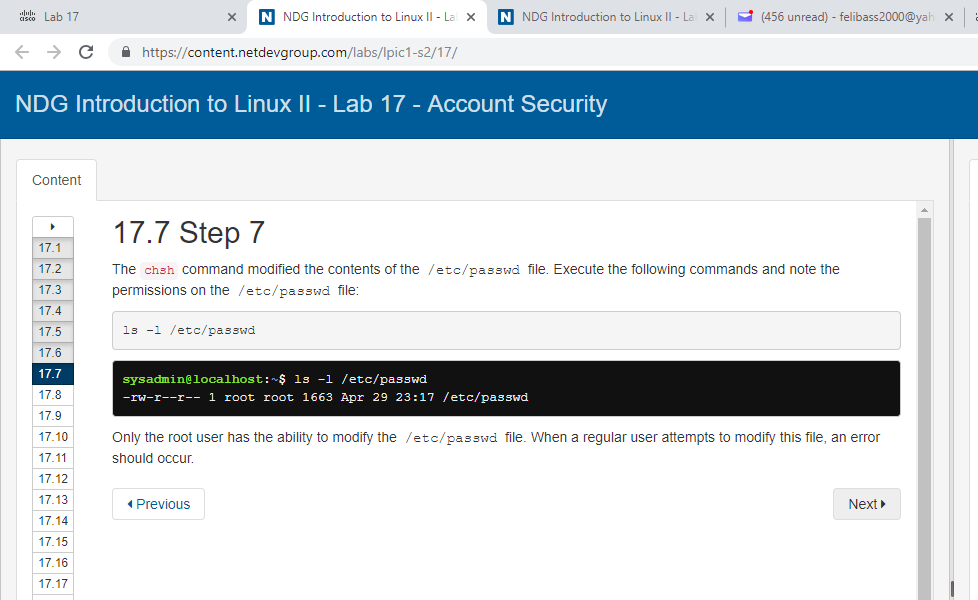 Lab 17
NDG Introduction to Linux II - La
NDG Introduction to Linux II - La
(456 unread) - felibass2000@yah
https://content.netdevgroup.com/labs/lpic1-s2/17/
NDG Introduction to Linux II - Lab 17 - Account Security
Content
17.1
17.2
17.3
17.4
17.5
17.6
17.7
17.8
17.9
17.10
17.11
17.12
17.13
17.14
17.15
17.16
17.17
17.7 Step 7
The chsh command modified the contents of the /etc/passwd file. Execute the following commands and note the
permissions on the /etc/passwd file:
ls -l /etc/passwd
sysadmin@localhost:~$ ls -l /etc/passwd
-rw-r--r-- 1 root root 1663 Apr 29 23:17 /etc/passwd
Only the root user has the ability to modify the /etc/passwd file. When a regular user attempts to modify this file, an error
should occur.
Previous
Next